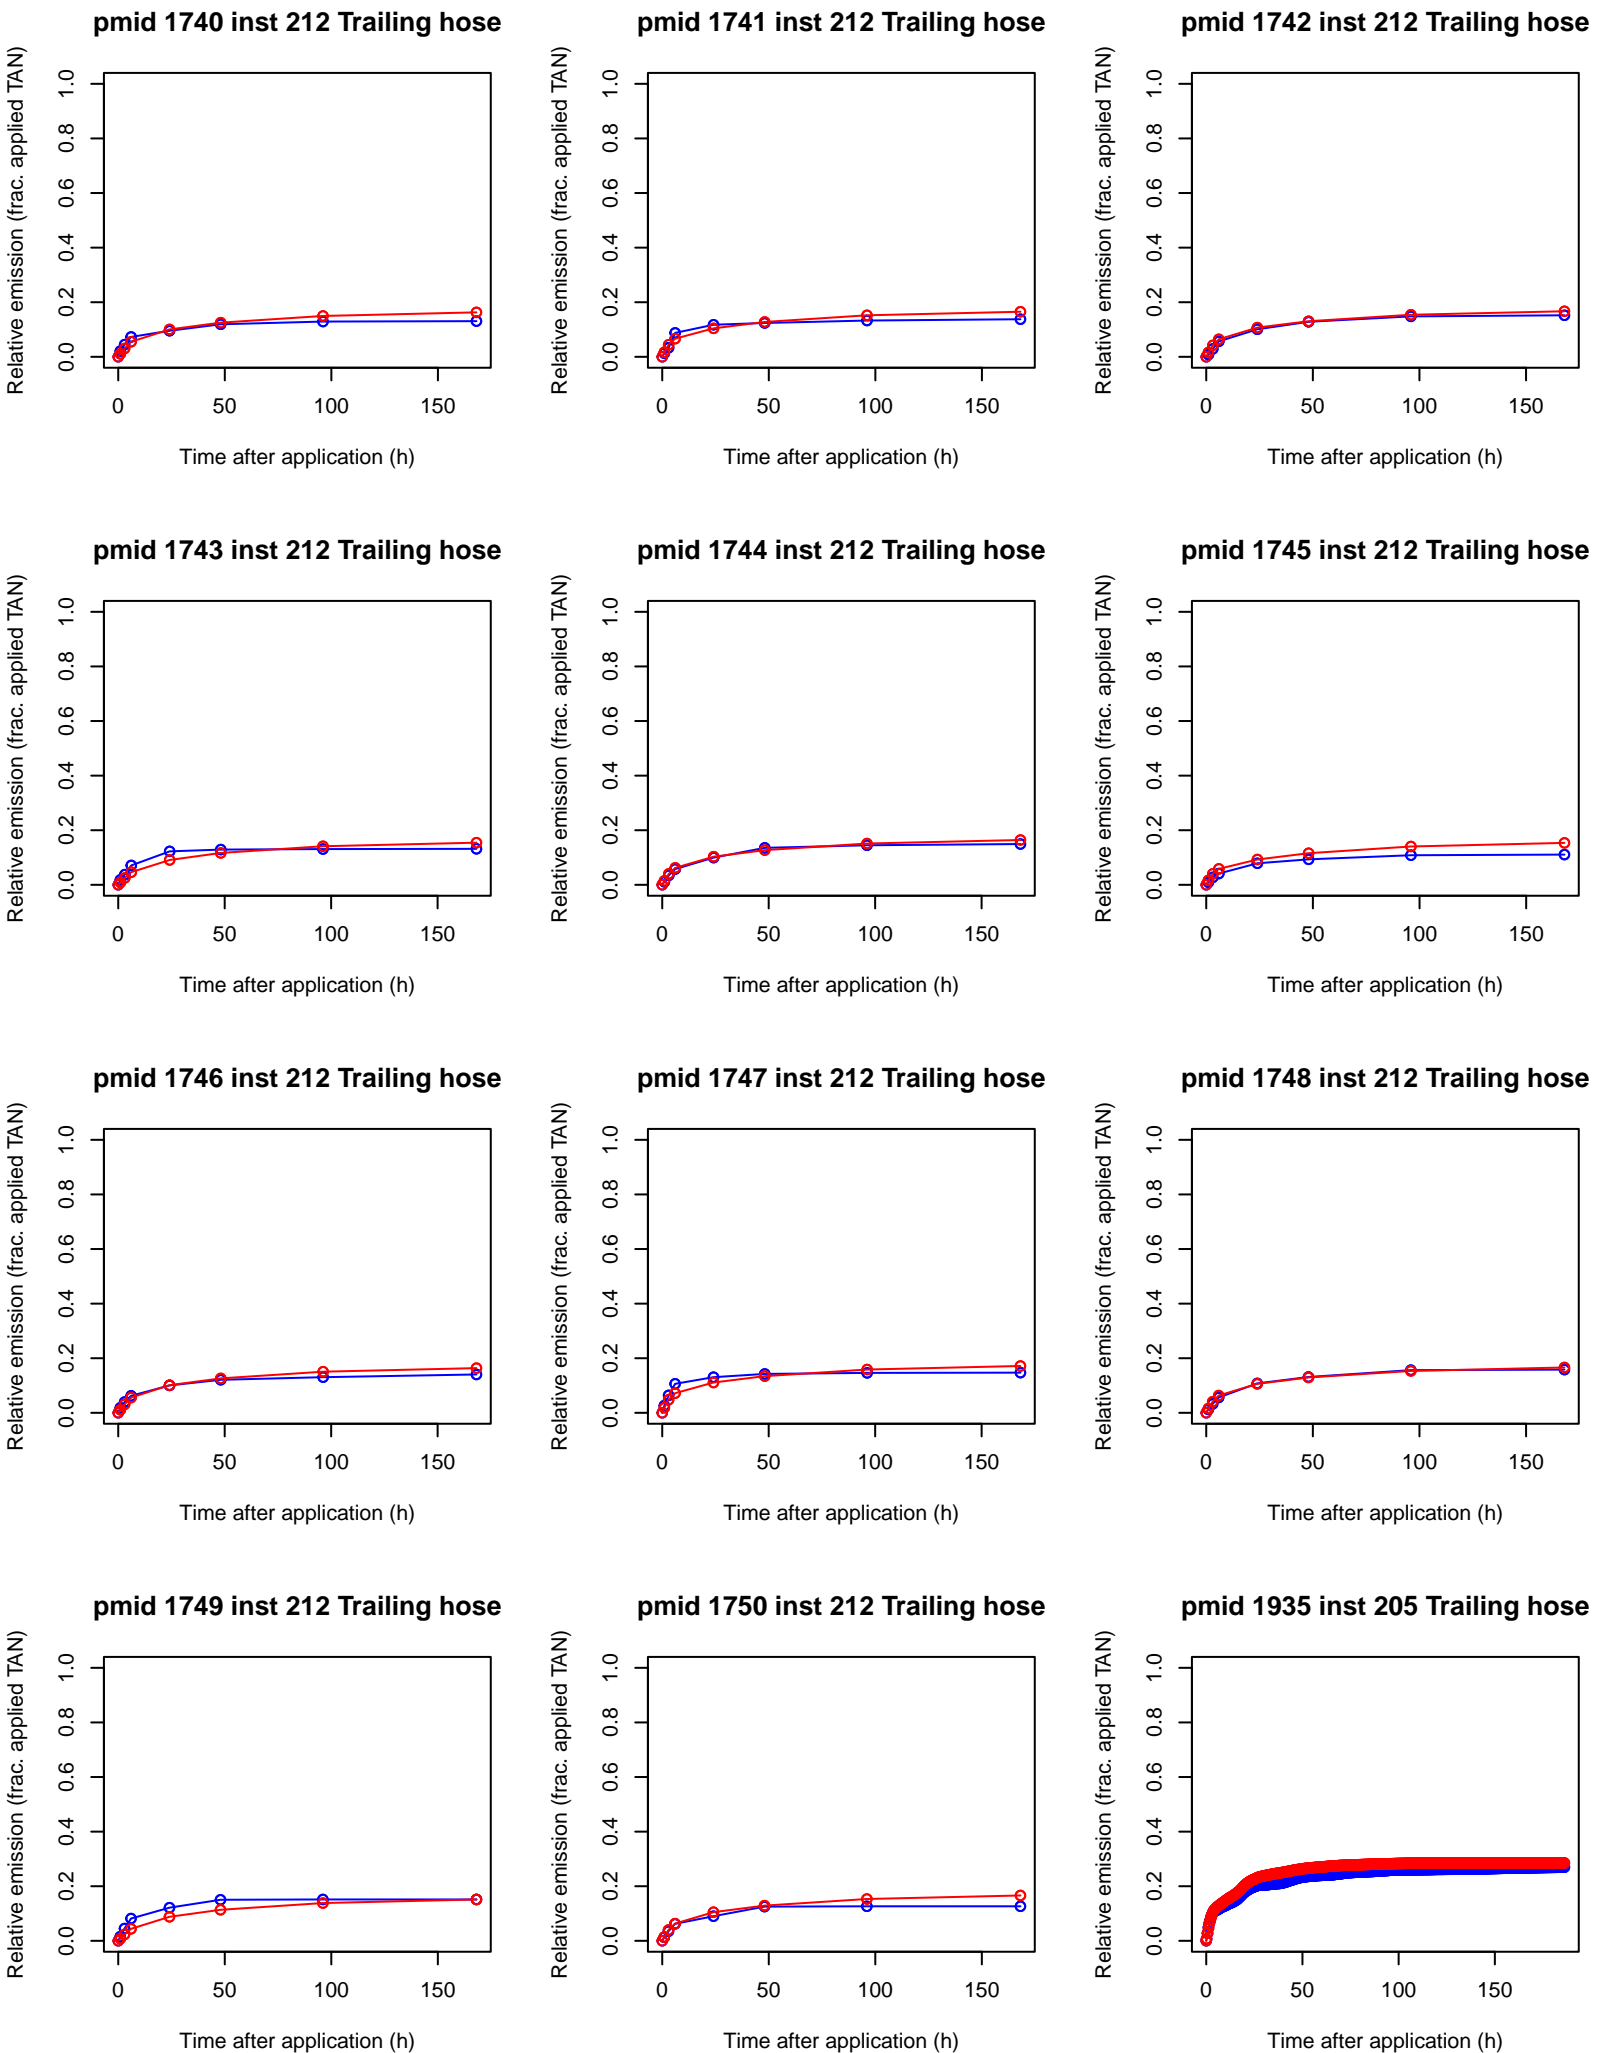 pmid 1740 inst 212 Trailing hose
Relative emission (frac. applied TAN)
1.0
0.8
0.6
0.4
0.2
0.0
0 50 100 150
Time after application (h)
pmid 1741 inst 212 Trailing hose
Relative emission (frac. applied TAN)
1.0
0.8
0.6
0.4
0.2
0.0
0 50 100 150
Time after application (h)
pmid 1742 inst 212 Trailing hose
Relative emission (frac. applied TAN)
1.0
0.8
0.6
0.4
0.2
0.0
0 50 100 150
Time after application (h)
pmid 1743 inst 212 Trailing hose
Relative emission (frac. applied TAN)
1.0
0.8
0.6
0.4
0.2
0.0
0 50 100 150
Time after application (h)
pmid 1744 inst 212 Trailing hose
Relative emission (frac. applied TAN)
1.0
0.8
0.6
0.4
0.2
0.0
0 50 100 150
Time after application (h)
pmid 1745 inst 212 Trailing hose
Relative emission (frac. applied TAN)
1.0
0.8
0.6
0.4
0.2
0.0
0 50 100 150
Time after application (h)
pmid 1746 inst 212 Trailing hose
Relative emission (frac. applied TAN)
1.0
0.8
0.6
0.4
0.2
0.0
0 50 100 150
Time after application (h)
pmid 1747 inst 212 Trailing hose
Relative emission (frac. applied TAN)
1.0
0.8
0.6
0.4
0.2
0.0
0 50 100 150
Time after application (h)
pmid 1748 inst 212 Trailing hose
Relative emission (frac. applied TAN)
1.0
0.8
0.6
0.4
0.2
0.0
0 50 100 150
Time after application (h)
pmid 1749 inst 212 Trailing hose
Relative emission (frac. applied TAN)
1.0
0.8
0.6
0.4
0.2
0.0
0 50 100 150
Time after application (h)
pmid 1750 inst 212 Trailing hose
Relative emission (frac. applied TAN)
1.0
0.8
0.6
0.4
0.2
0.0
0 50 100 150
Time after application (h)
pmid 1935 inst 205 Trailing hose
Relative emission (frac. applied TAN)
1.0
0.8
0.6
0.4
0.2
0.0
0 50 100 150
Time after application (h)